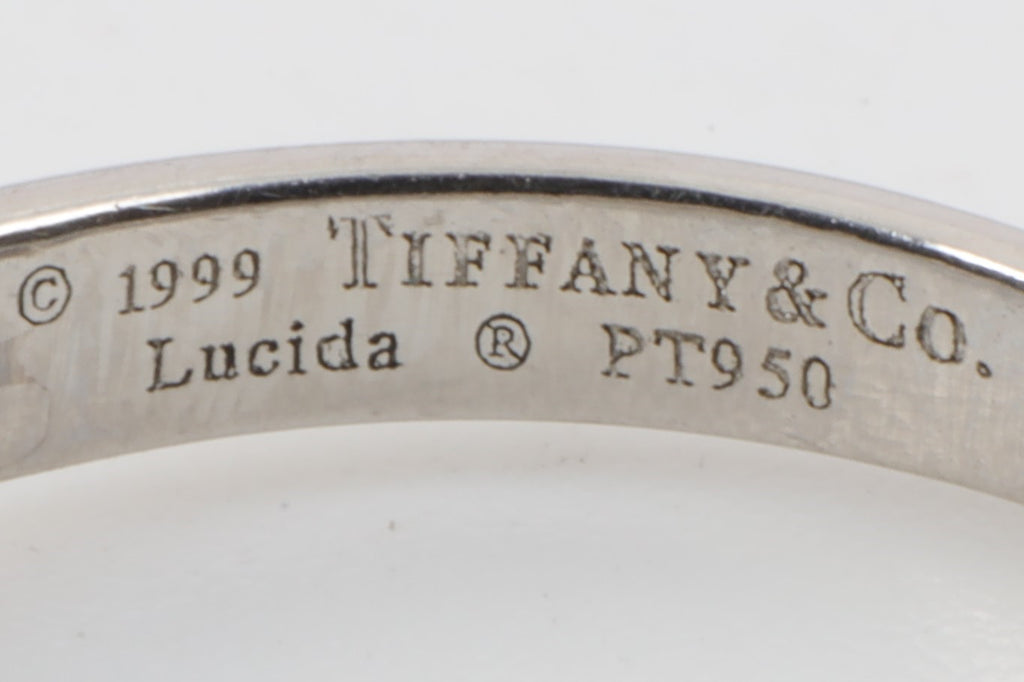 © 1999 TIFFANY & Co.
Lucida ® PT950